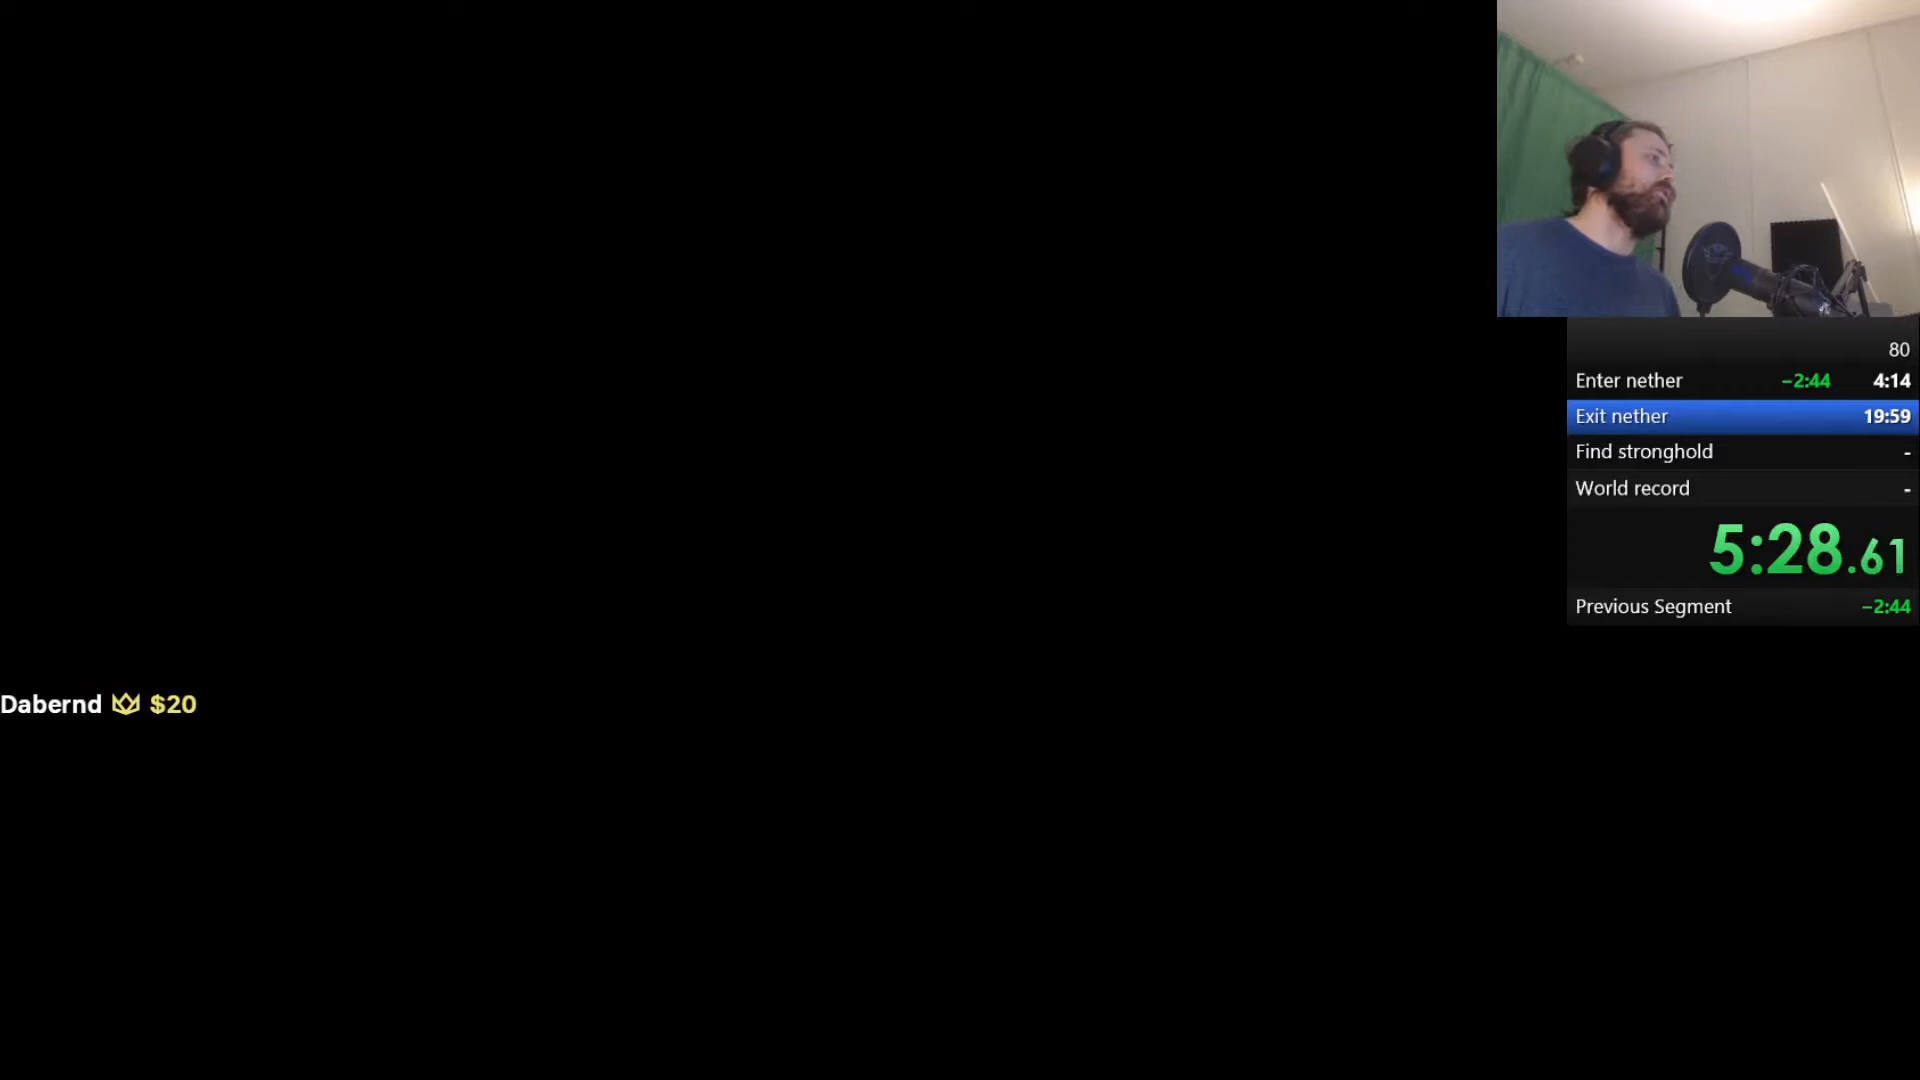 80
Enter nether -2:44 4:14
Exit nether 19:59
Find stronghold -
World record -
5:28.61
Previous Segment -2:44
Dabernd $20